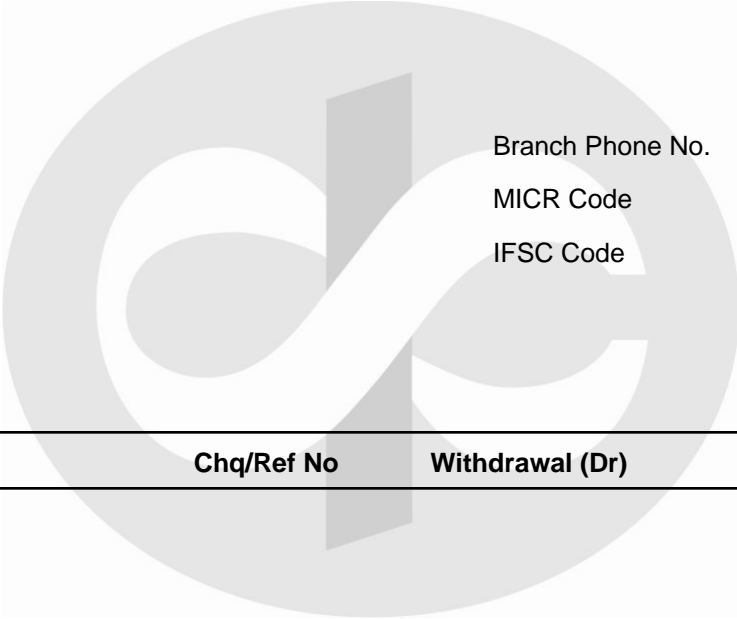 Branch Phone No.
MICR Code
IFSC Code
Chq/Ref No Withdrawal (Dr)